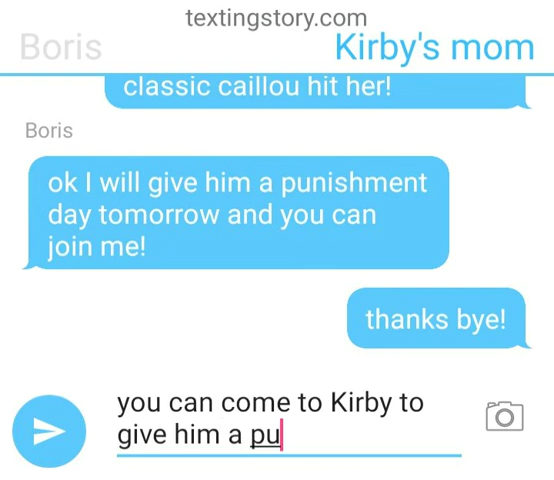 textingstory.com
Boris
Kirby's mom
classic caillou hit her!
Boris
ok I will give him a punishment
day tomorrow and you can
join me!
thanks bye!
you can come to Kirby to
give him a pu